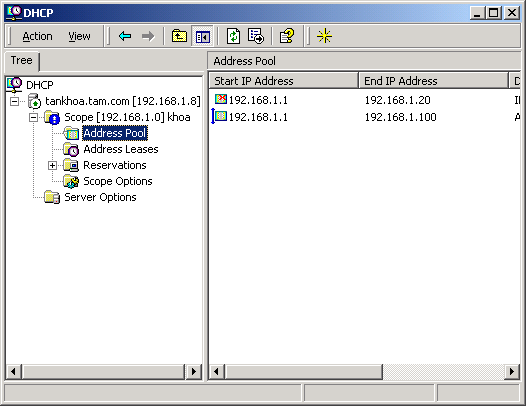 DHCP
Action View
Tree
Address Pool
DHCP
tankhoa.tam.com [192.168.1.8]
Scope [192.168.1.0] khoa
Address Pool
Address Leases
Reservations
Scope Options
Server Options
Start IP Address End IP Address D
192.168.1.1 192.168.1.20
192.168.1.1 192.168.1.100 A